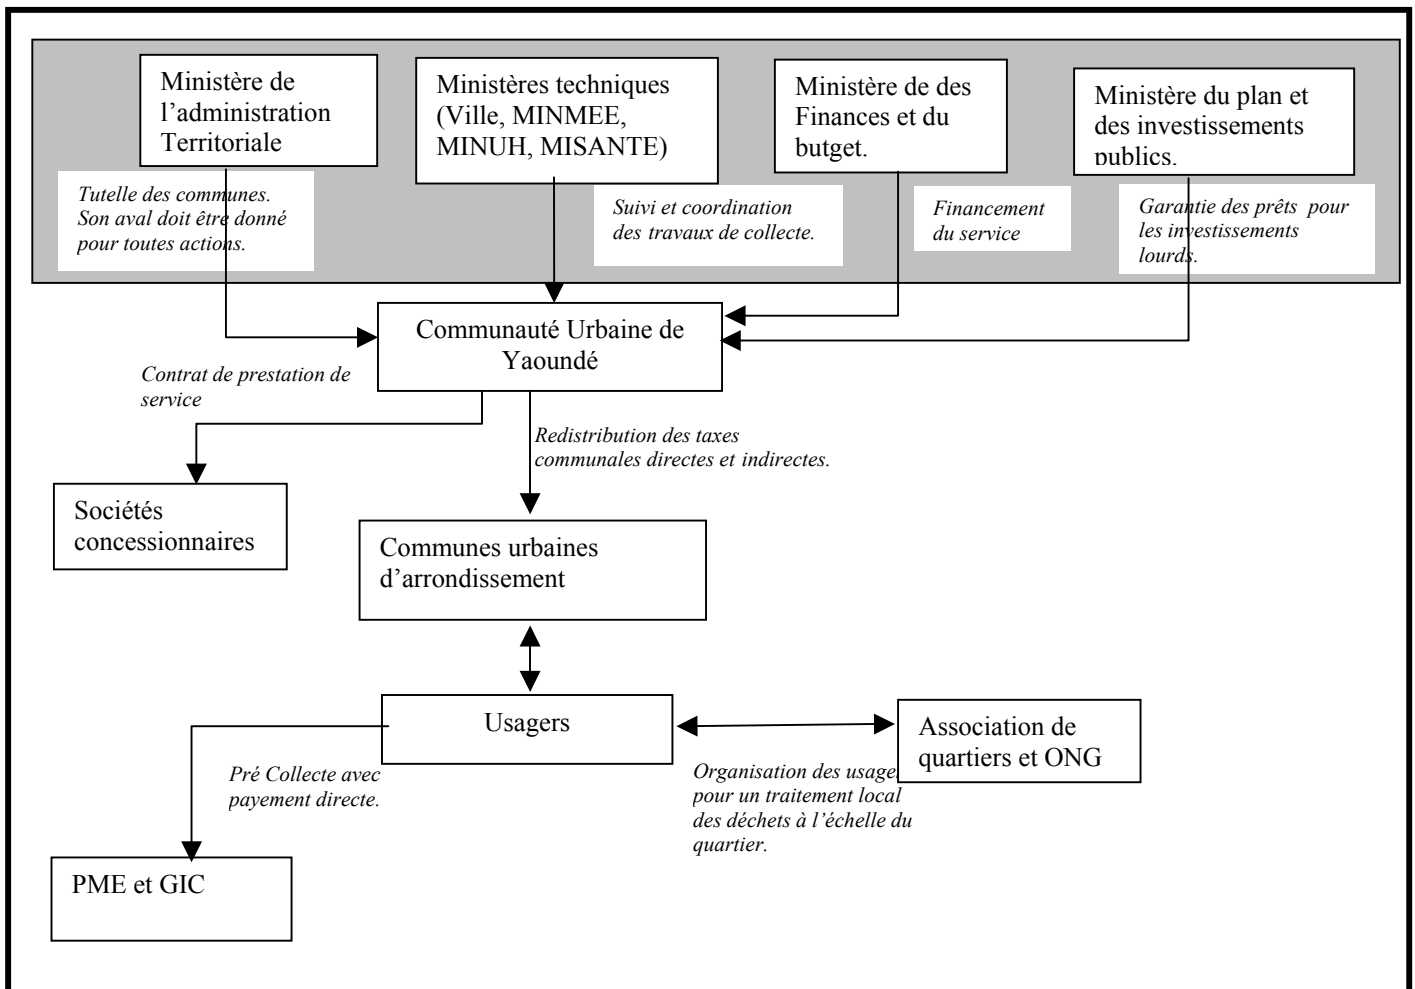 Ministère de
l’administration
Territoriale
Ministères techniques
(Ville, MINMEE,
MINUH, MISANTE)
Ministère de des
Finances et du
budget.
Ministère du plan et
des investissements
publics.
Tutelle des communes.
Son aval doit être donné
pour toutes actions.
Suivi et coordination
des travaux de collecte.
Financement
du service
Garantie des prêts pour
les investissements
lourds.
Communauté Urbaine de
Yaoundé
Contrat de prestation de
service
Redistribution des taxes
communales directes et indirectes.
Sociétés
concessionnaires
Communes urbaines
d’arrondissement
Usagers
Association de
quartiers et ONG
Pré Collecte avec
payement directe.
Organisation des usage
pour un traitement local
des déchets à l’échelle du
quartier.
PME et GIC